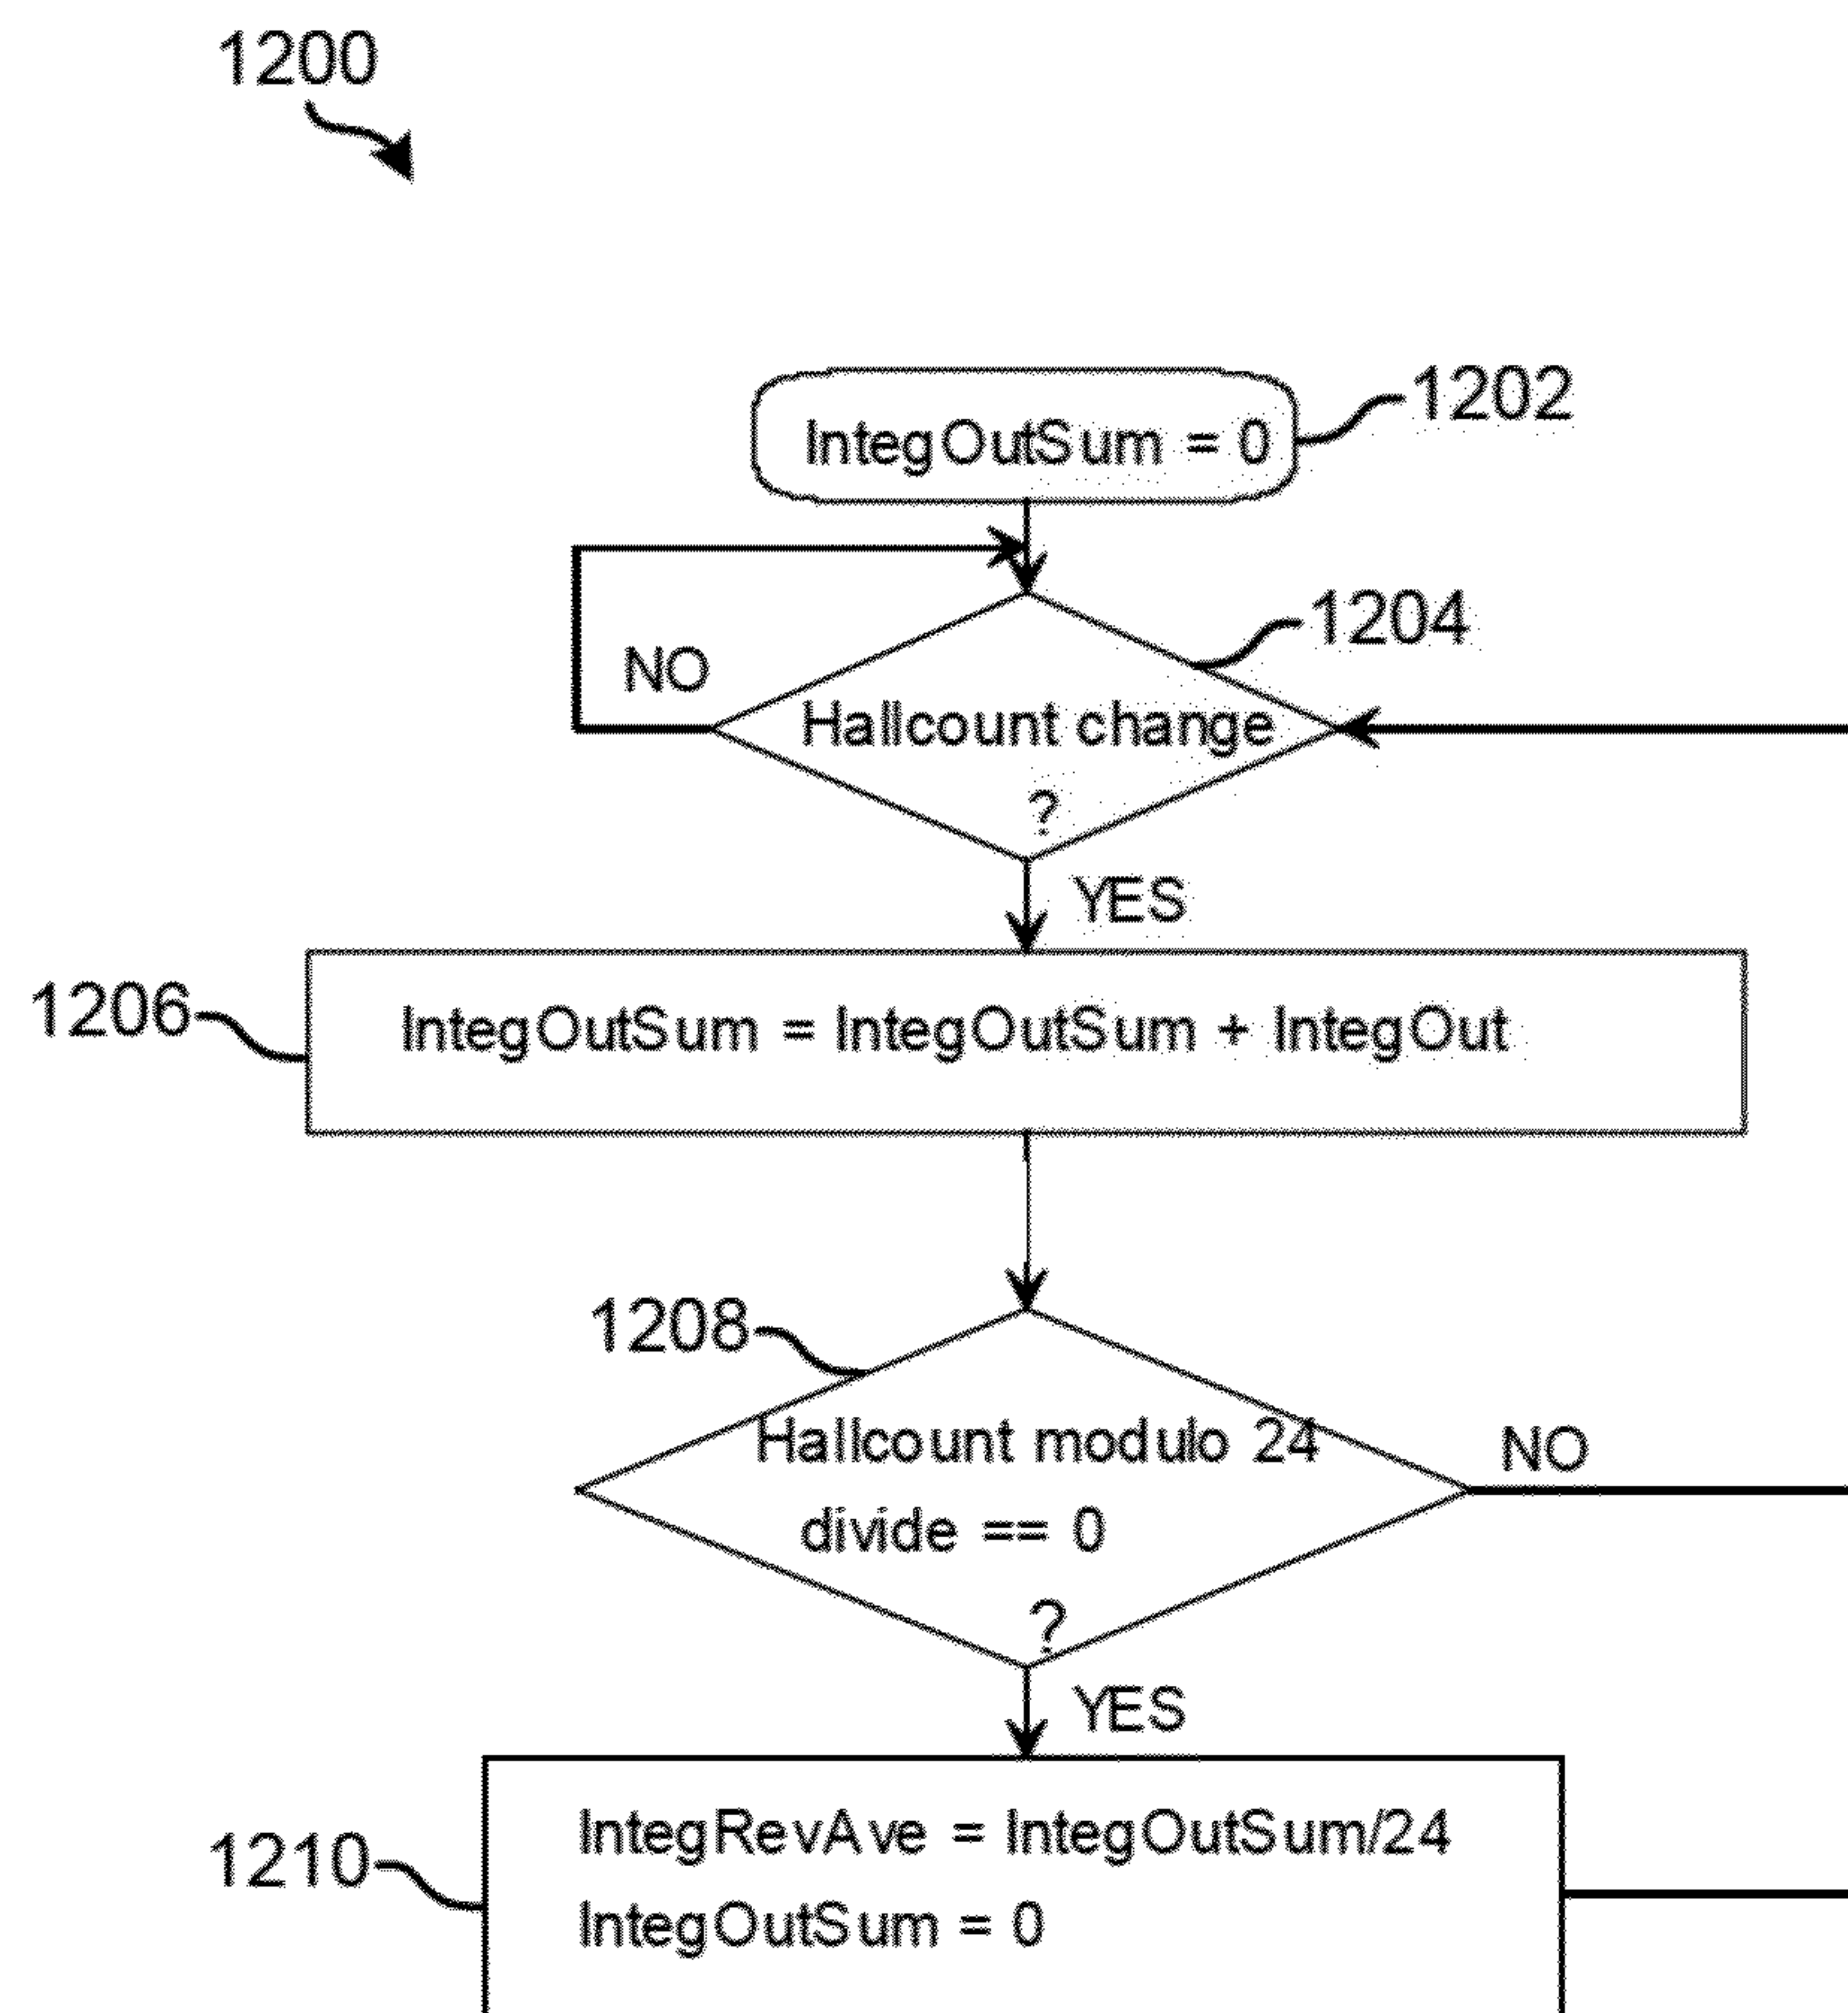 1200
IntegOutSum = 0
1202
1204
NO
Hallcount change
?
YES
1206
IntegOutSum = IntegOutSum + IntegOut
1208
Hallcount modulo 24
divide == 0
?
NO
YES
1210
IntegRevAve = IntegOutSum/24
IntegOutSum = 0